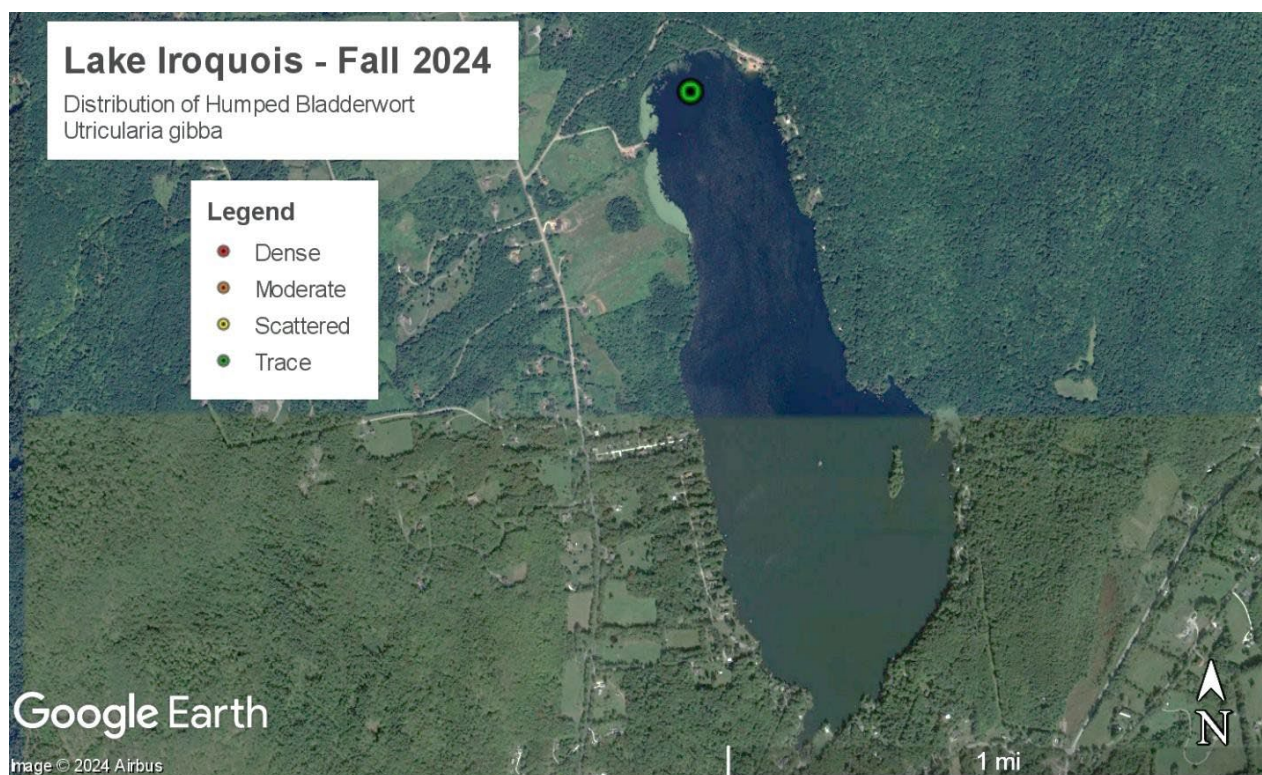 Lake Iroquois - Fall 2024
Distribution of Humped Bladderwort
Utricularia gibba
Legend
Dense
Moderate
Scattered
Trace
Google Earth
N
Image © 2024 Airbus
1 mi